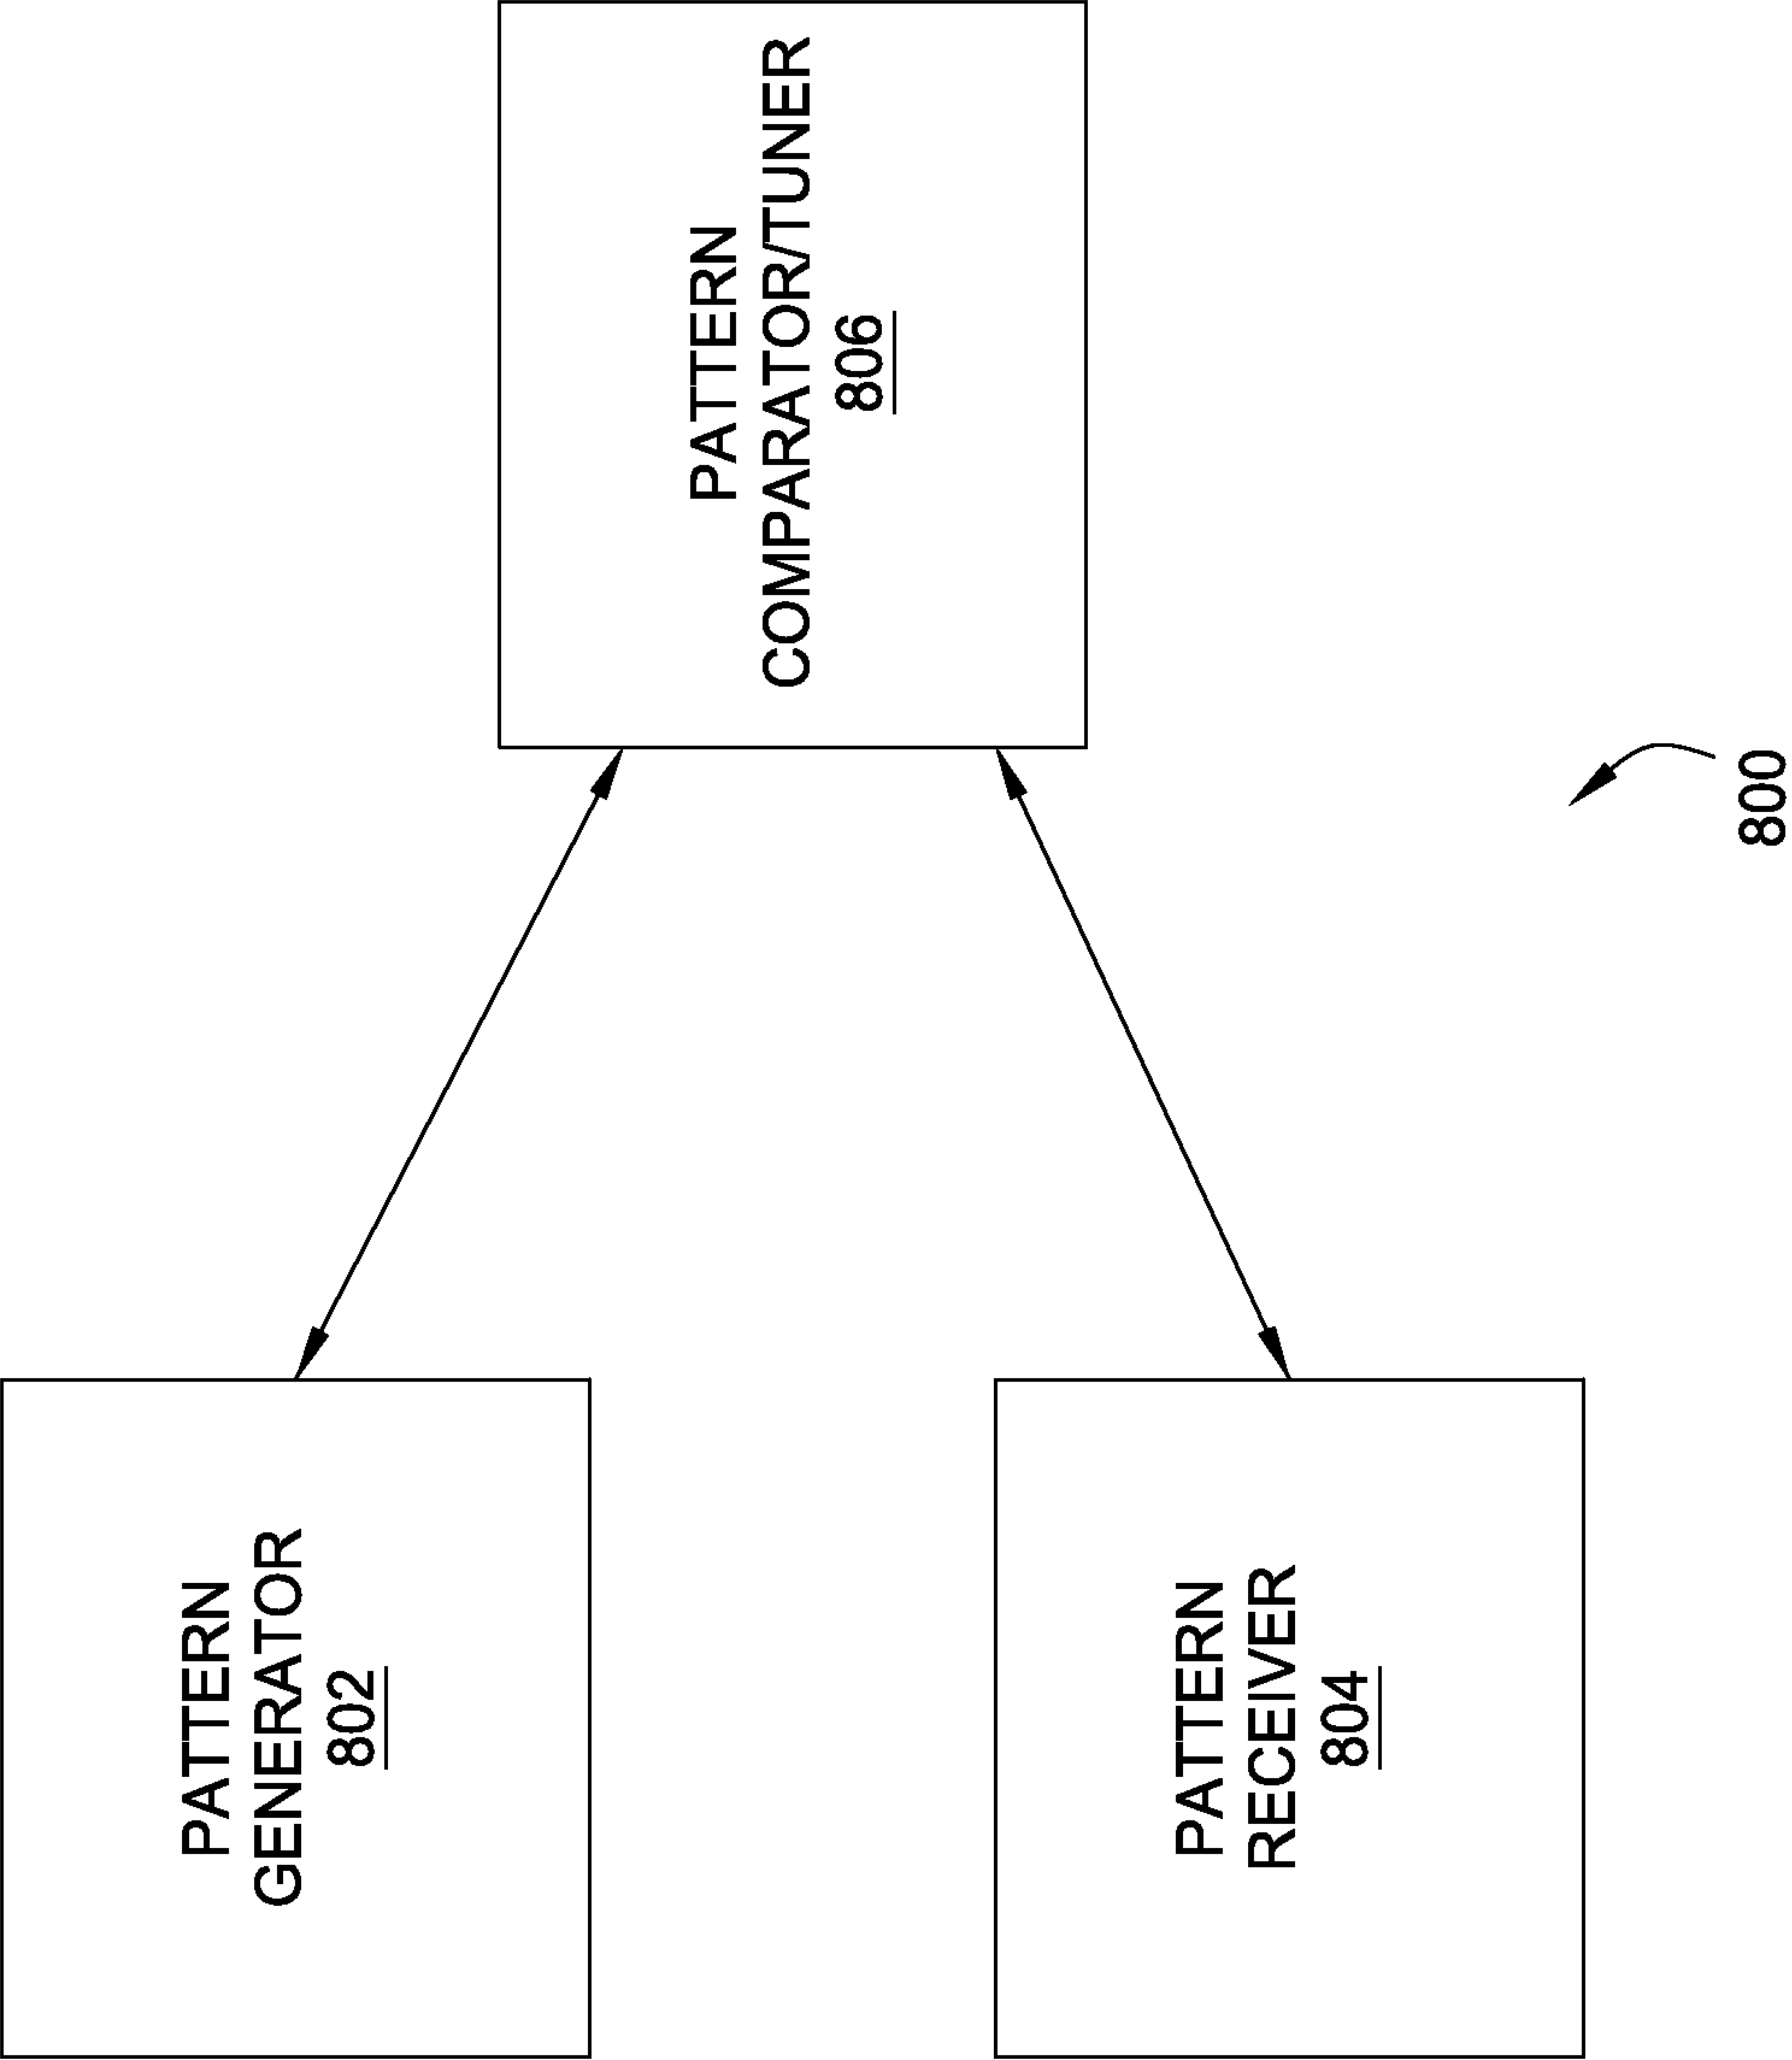 PATTERN
GENERATOR
802
PATTERN
COMPARATOR/TUNER
806
PATTERN
RECEIVER
804
800